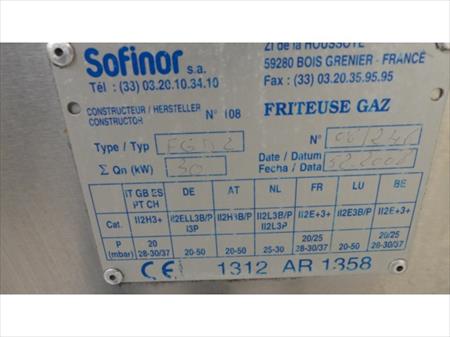 Sofinor s.a.
ZI de la HOUSSOYE
59280 BOIS GRENIER - FRANCE
Tél : (33) 03.20.10.34.10
Fax : (33) 03.20.35.95.95
CONSTRUCTEUR / HERSTELLER
CONSTRUCTOR
N° 108
FRITEUSE GAZ
Type / Typ
N°
Σ Qn (kW) 30
Date / Datum
Fecha / Data
IT GB ES PT CH DE AT NL FR LU BE
Cat. II2H3+ II2ELL3B/P I3P II2H3B/P II2L3B/P II2L3P II2E+3+ II2E3B/P II2E+3+
P (mbar) 20 28-30/37 20-50 20-50 25-30 20/25 28-30/37 20-50 20/25 28-30/37
CE 1312 AR 1358